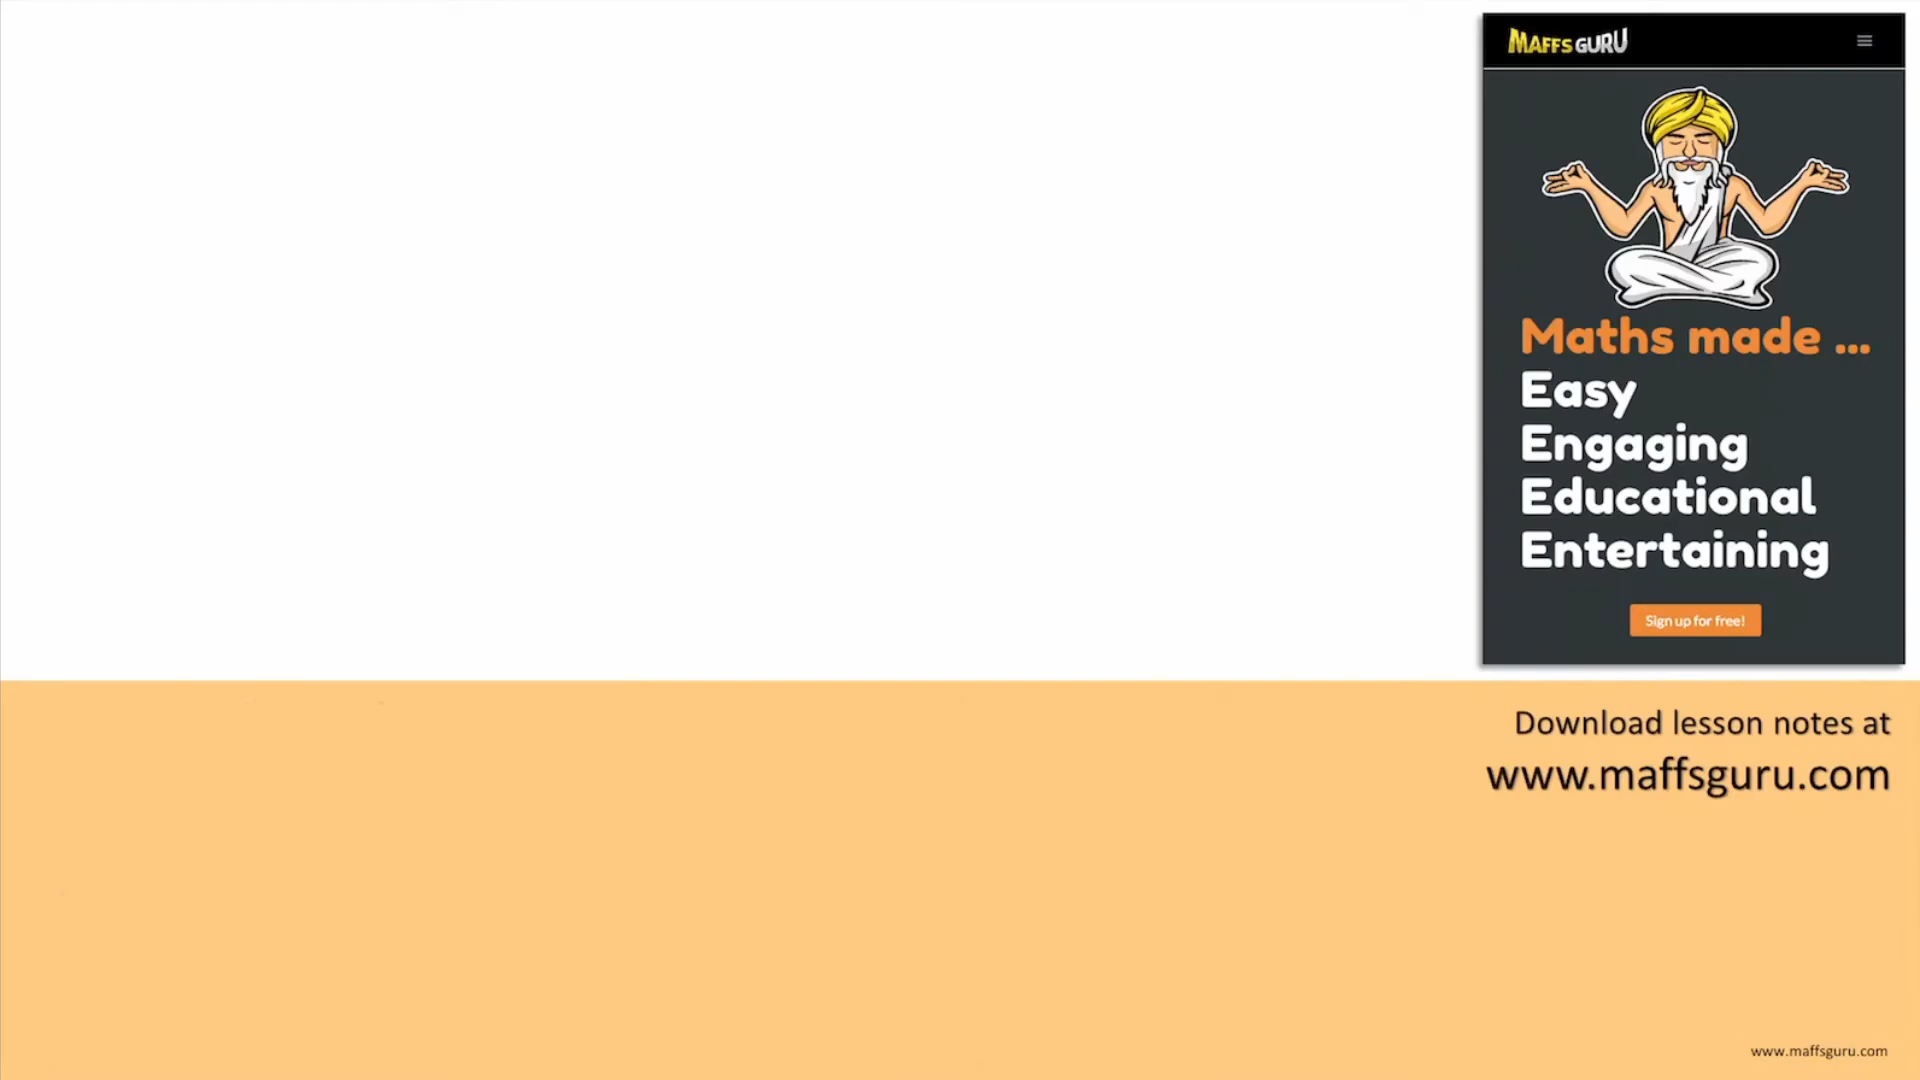 MAFFS GURU
Maths made ...
Easy
Engaging
Educational
Entertaining
Sign up for free!
Download lesson notes at
www.maffsguru.com
www.maffsguru.com